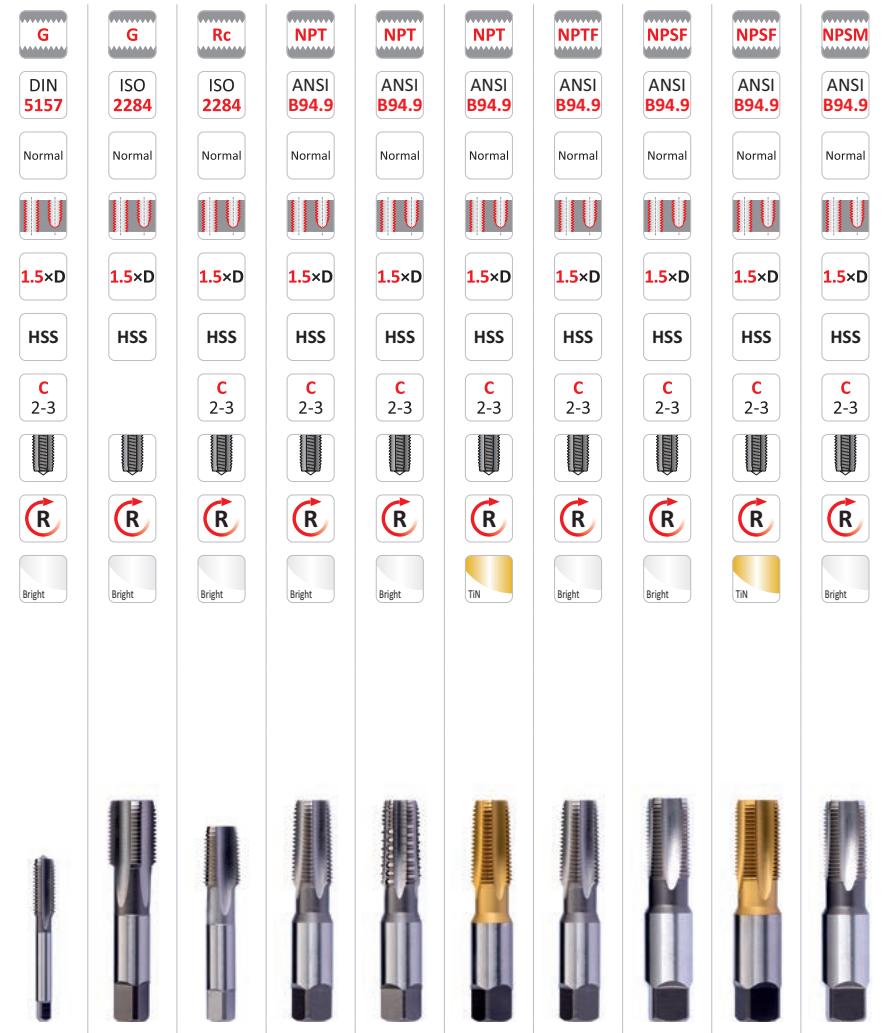 G G Rc NPT NPT NPT NPTF NPSF NPSF NPSM
DIN ISO ISO ANSI ANSI ANSI ANSI ANSI ANSI ANSI
5157 2284 2284 B94.9 B94.9 B94.9 B94.9 B94.9 B94.9 B94.9
Normal Normal Normal Normal Normal Normal Normal Normal Normal Normal
1.5×D 1.5×D 1.5×D 1.5×D 1.5×D 1.5×D 1.5×D 1.5×D 1.5×D 1.5×D
HSS HSS HSS HSS HSS HSS HSS HSS HSS HSS
C C C C C C C C C
2-3 2-3 2-3 2-3 2-3 2-3 2-3 2-3 2-3
R R R R R R R R R R
Bright Bright Bright Bright Bright TiN Bright Bright TiN Bright